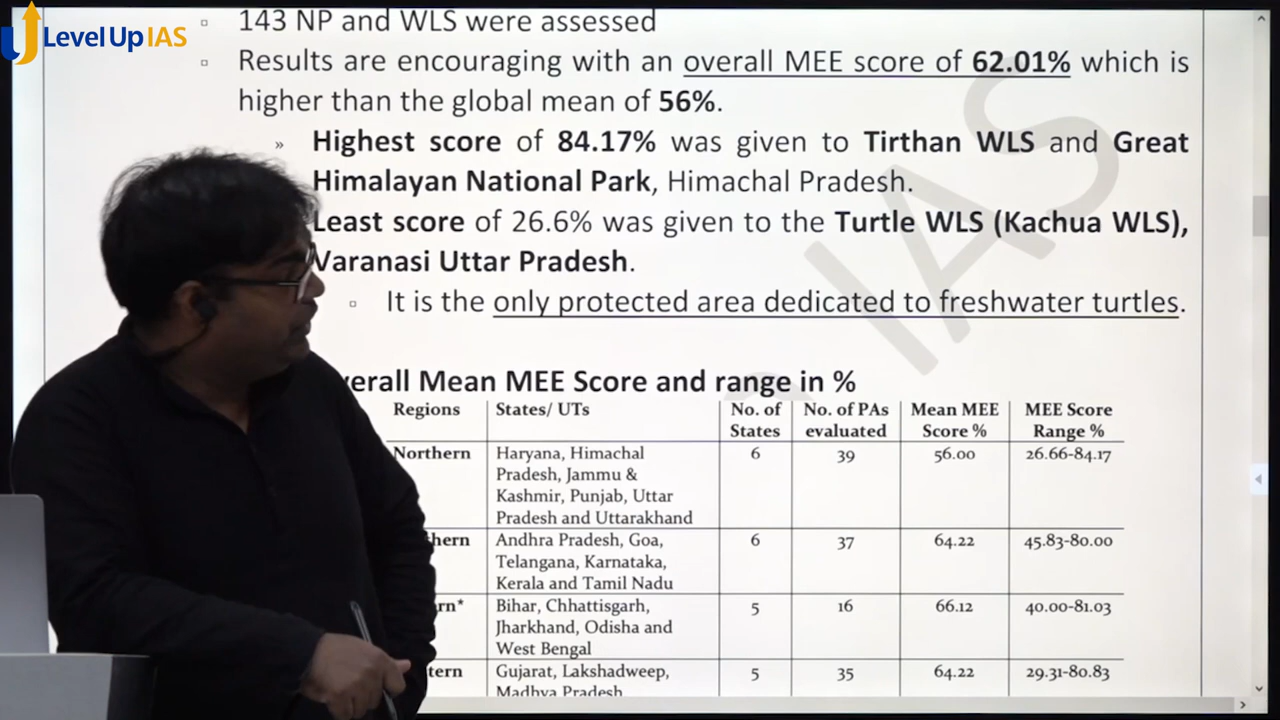 Level Up IAS
▫ 143 NP and WLS were assessed
▫ Results are encouraging with an overall MEE score of 62.01% which is
higher than the global mean of 56%.
» Highest score of 84.17% was given to Tirthan WLS and Great
Himalayan National Park, Himachal Pradesh.
Least score of 26.6% was given to the Turtle WLS (Kachua WLS),
Varanasi Uttar Pradesh.
▫ It is the only protected area dedicated to freshwater turtles.
IAS
verall Mean MEE Score and range in %
Regions States/ UTs No. of States No. of PAs evaluated Mean MEE Score % MEE Score Range %
Northern Haryana, Himachal 6 39 56.00 26.66-84.17
Pradesh, Jammu &
Kashmir, Punjab, Uttar
Pradesh and Uttarakhand
hern Andhra Pradesh, Goa, 6 37 64.22 45.83-80.00
Telangana, Karnataka,
Kerala and Tamil Nadu
rn* Bihar, Chhattisgarh, 5 16 66.12 40.00-81.03
Jharkhand, Odisha and
West Bengal
tern Gujarat, Lakshadweep, 5 35 64.22 29.31-80.83
Madhya Pradesh